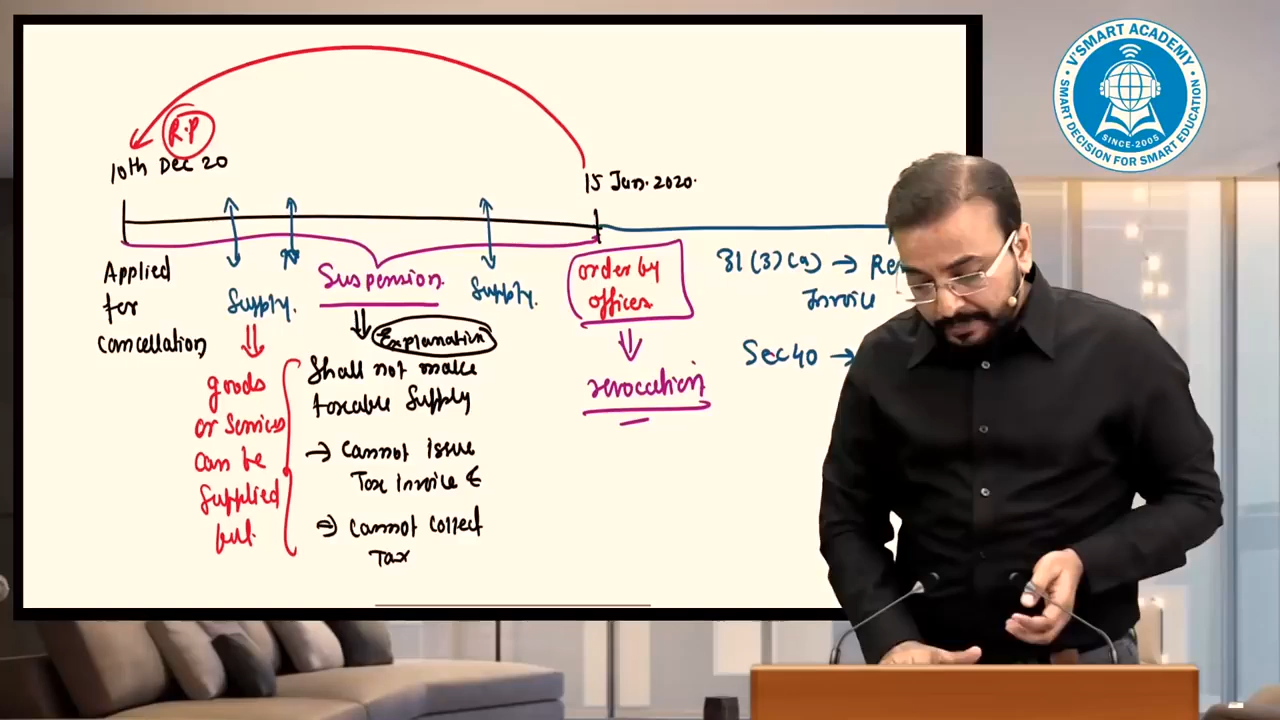 R.P
10th Dec 20
15 Jan. 2020.
Applied
for
cancellation
Supply.
Suspension
Supply.
order by
officer
31(3)(a) → Re
Invoice
Sec 40 →
Explanation
revocation
goods
or Services
can be
Supplied
but.
Shall not make
taxable Supply
→ Cannot issue
Tax invoice &
⇒ Cannot Collect
Tax
V'SMART ACADEMY
SMART DECISION FOR SMART EDUCATION
SINCE-2005